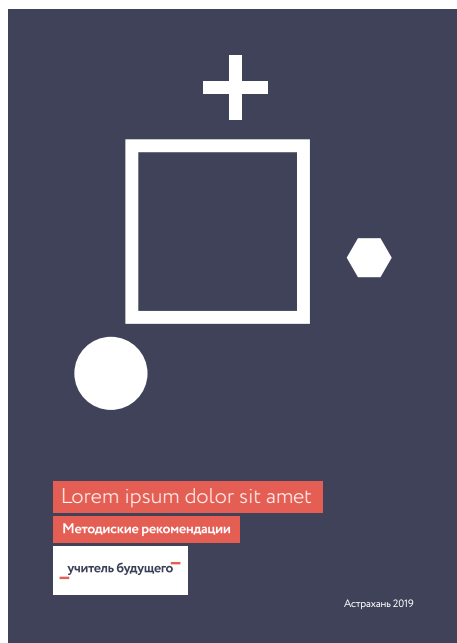 Lorem ipsum dolor sit amet
Методиские рекомендации
учитель будущего
Астрахань 2019